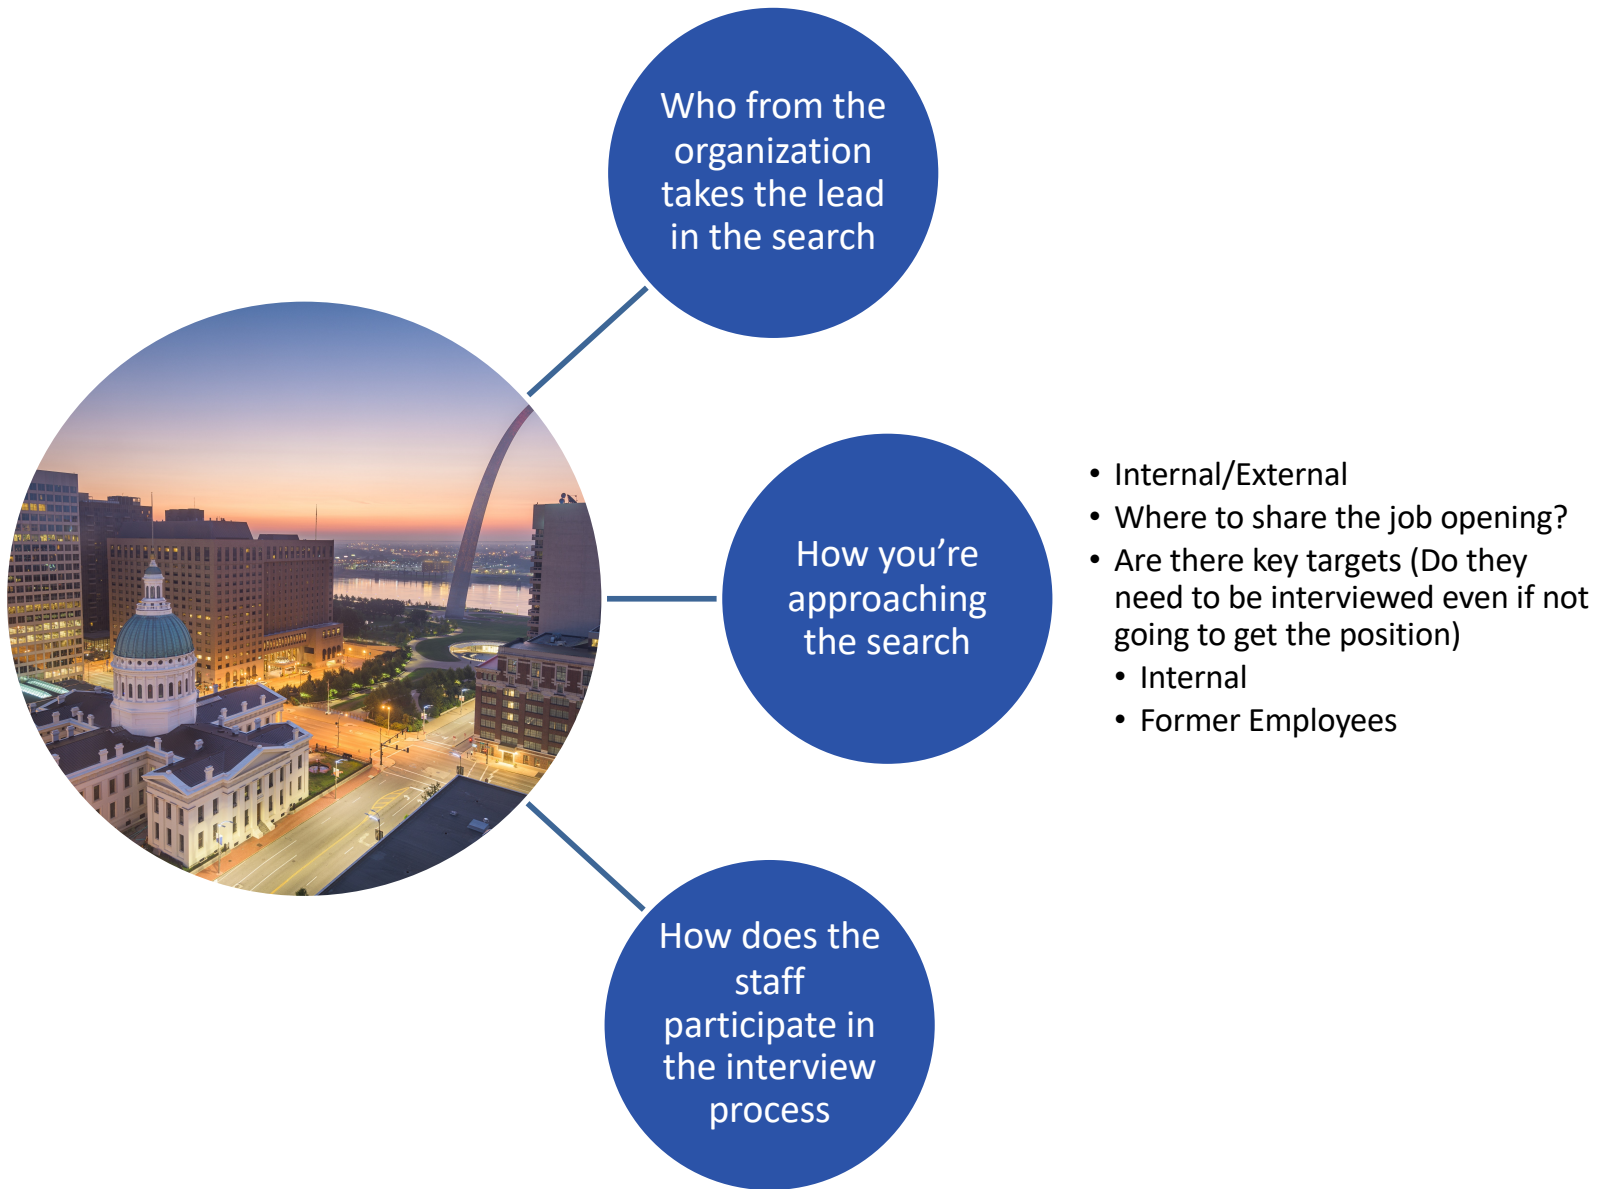 Who from the
organization
takes the lead
in the search
How you’re
approaching
the search
• Internal/External
• Where to share the job opening?
• Are there key targets (Do they
need to be interviewed even if not
going to get the position)
• Internal
• Former Employees
How does the
staff
participate in
the interview
process